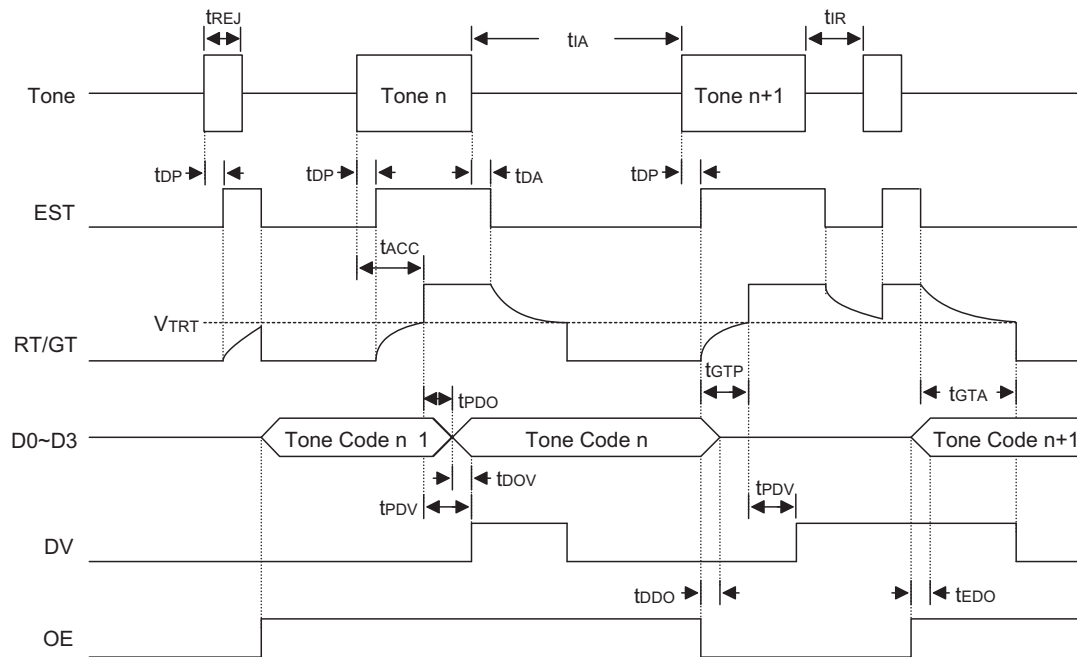 tREJ
tIA
tIR
Tone
Tone n
Tone n+1
tDP
tDP
tDA
tDP
EST
tACC
VTRT
RT/GT
tGTP
tPDO
tGTA
D0~D3
Tone Code n 1
Tone Code n
Tone Code n+1
tDOV
tPDV
tPDV
DV
tDDO
tEDO
OE